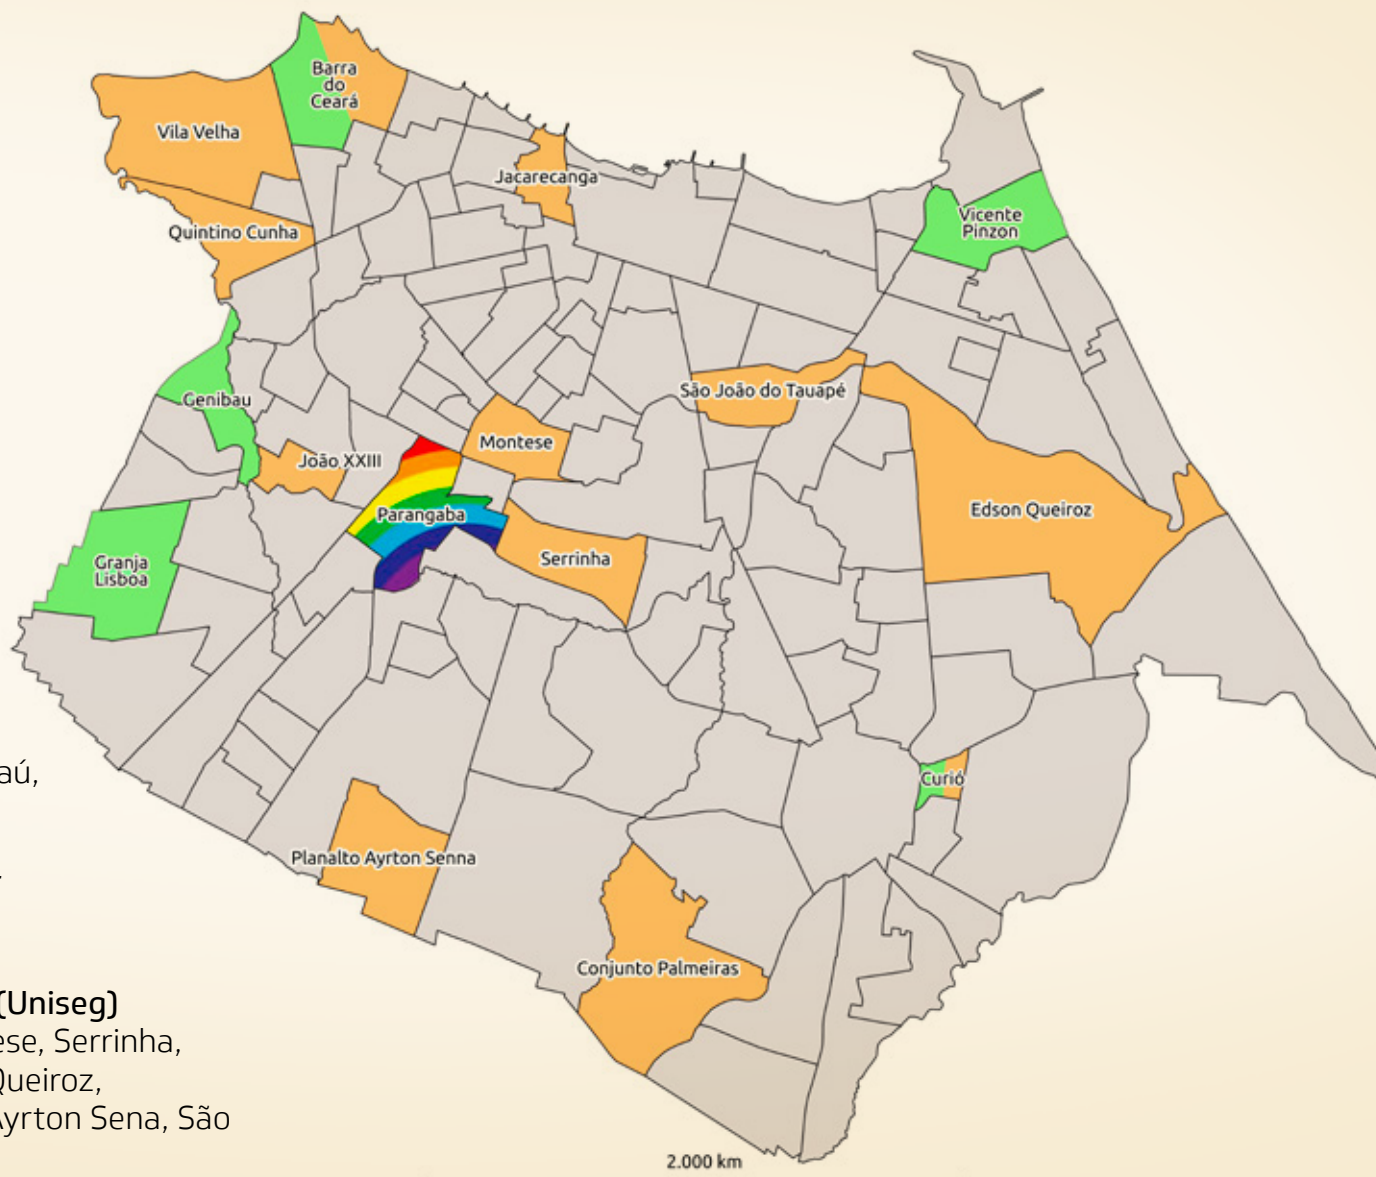 Barra
do
Ceará
Vila Velha
Jacarecanga
Vicente
Pinzon
Quintino Cunha
São João do Tauapé
Genibau
Montese
João XXIII
Edson Queiroz
Parangaba
Serrinha
Granja
Lisboa
aú,
Curió
Planalto Ayrton Senna
Conjunto Palmeiras
(Uniseg)
ese, Serrinha,
Queiroz,
Ayrton Sena, São
2.000 km